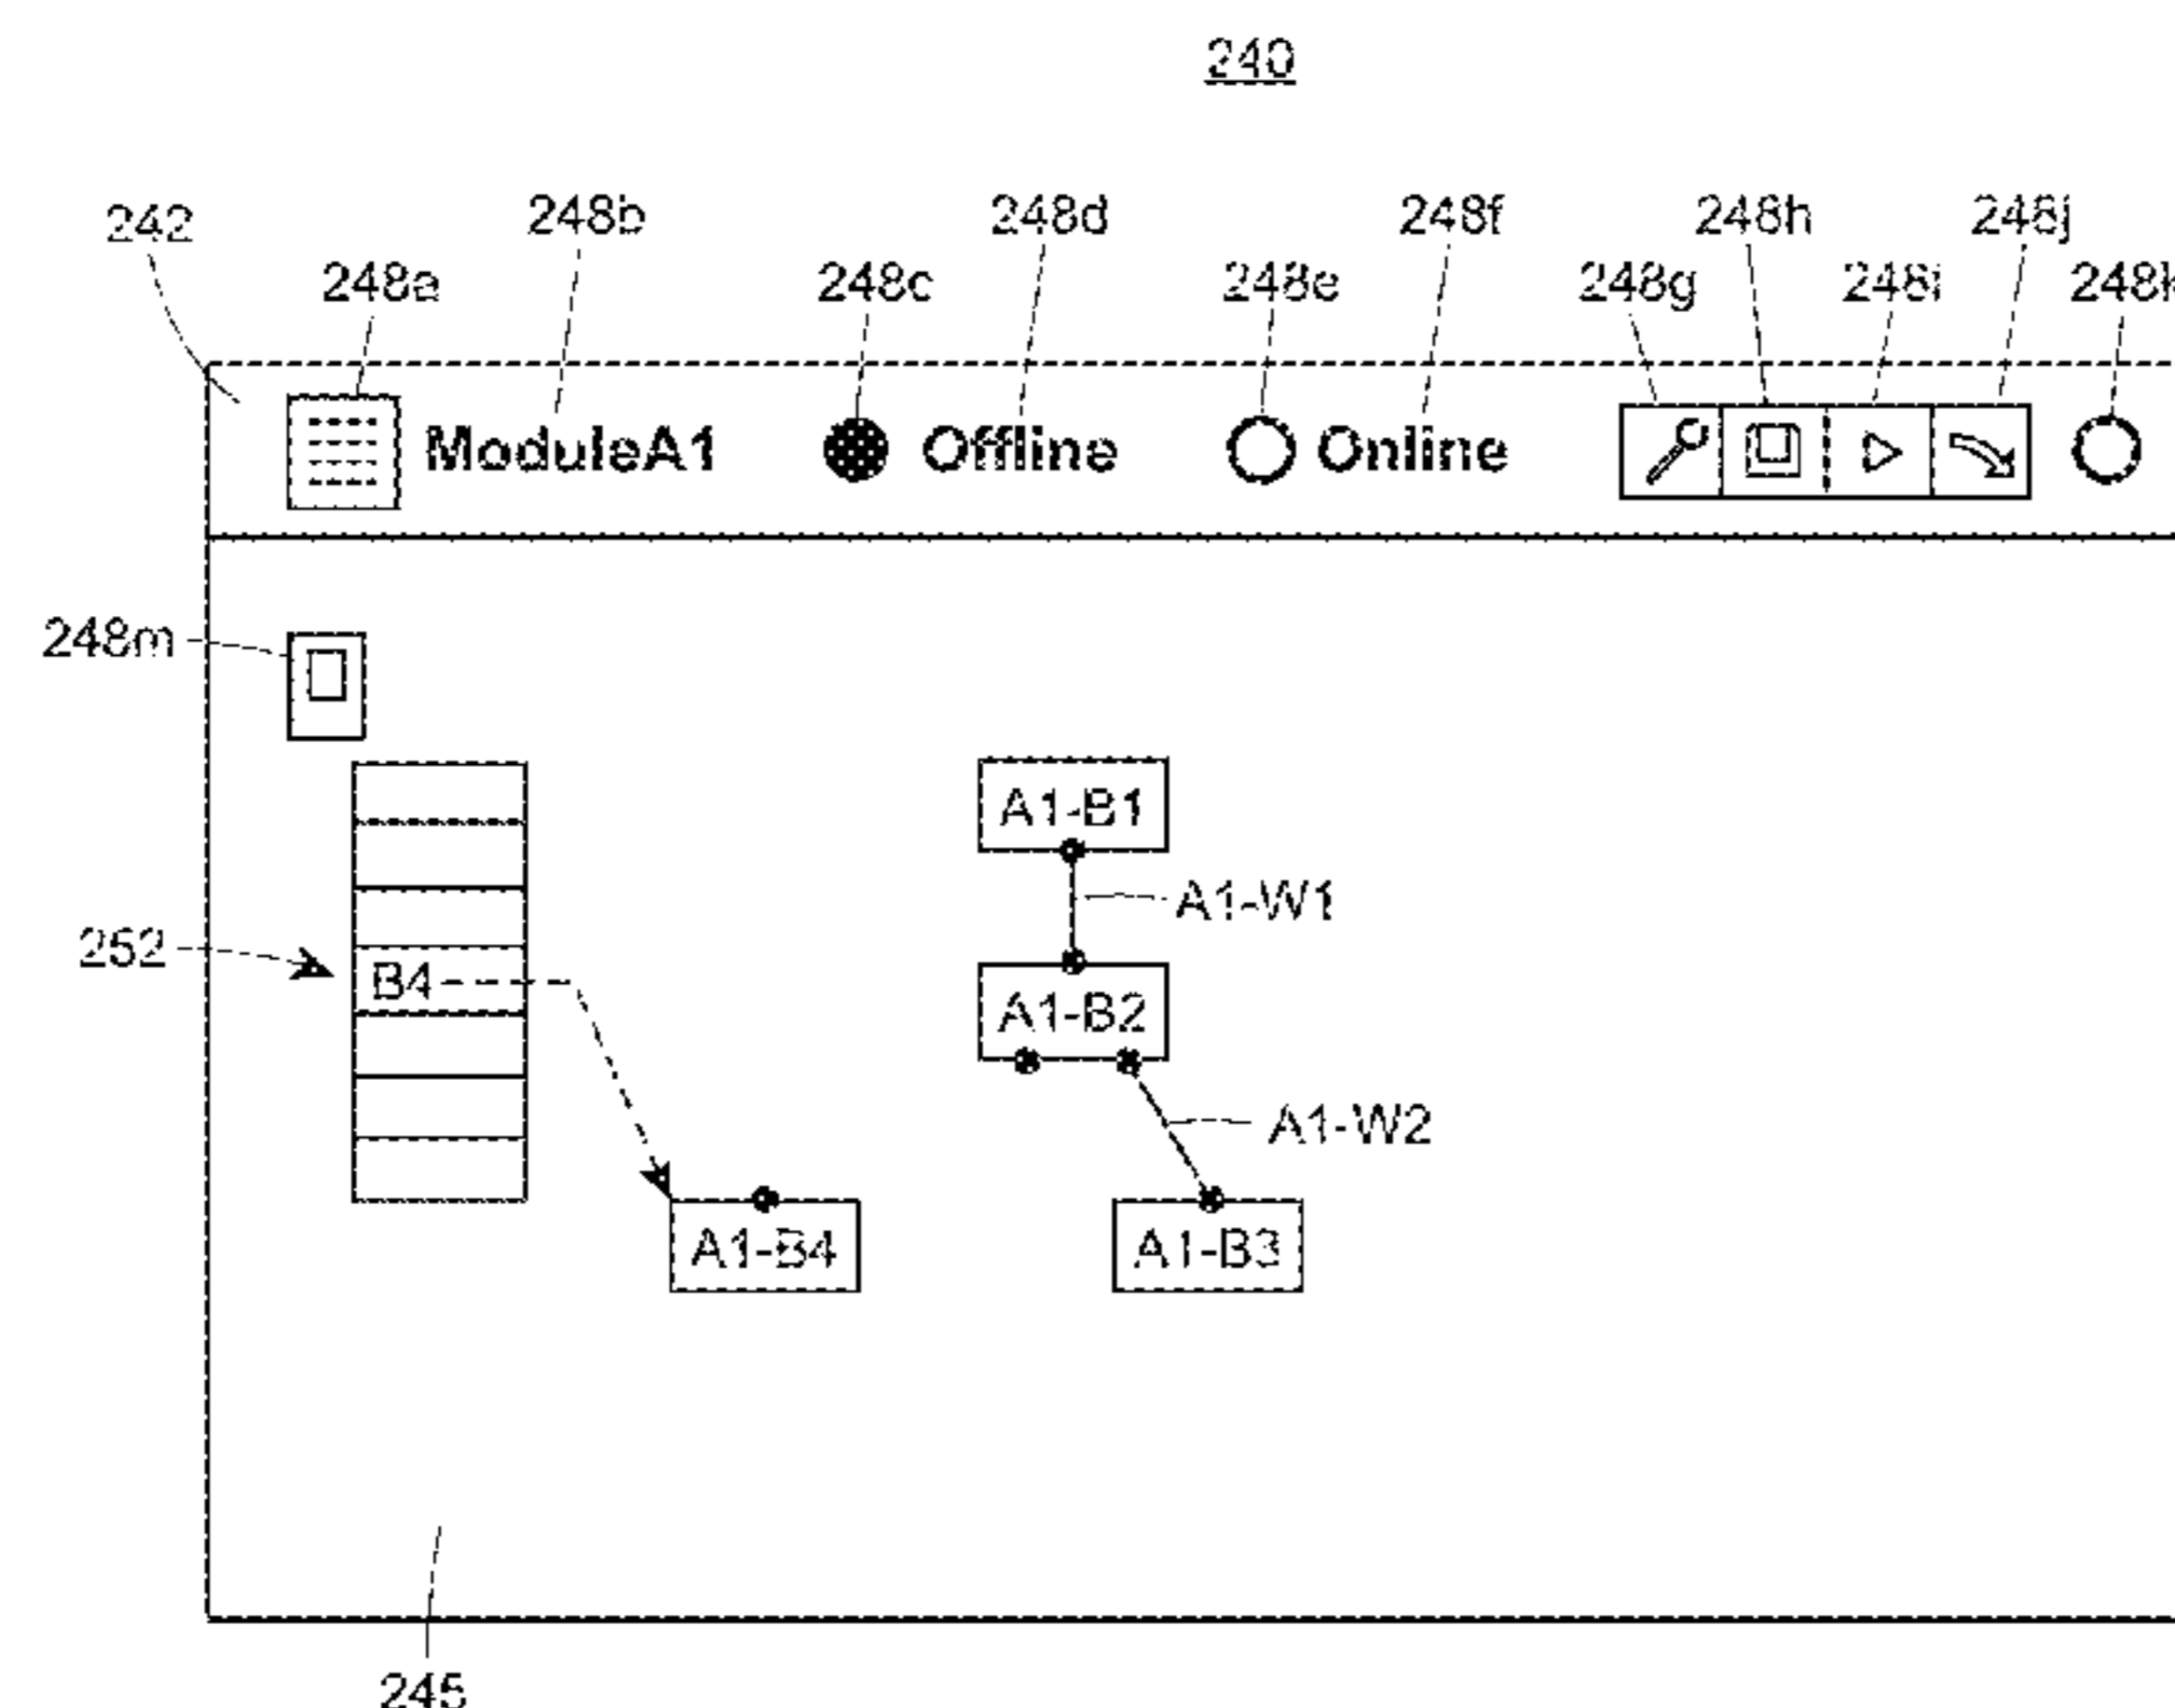 240
242 248b 248d 248f 248h 248j
248a 248c 248e 248g 248i 248k
ModuleA1 Offline Online
248m
A1-B1
A1-W1
252
B4
A1-B2
A1-W2
A1-B4
A1-B3
245